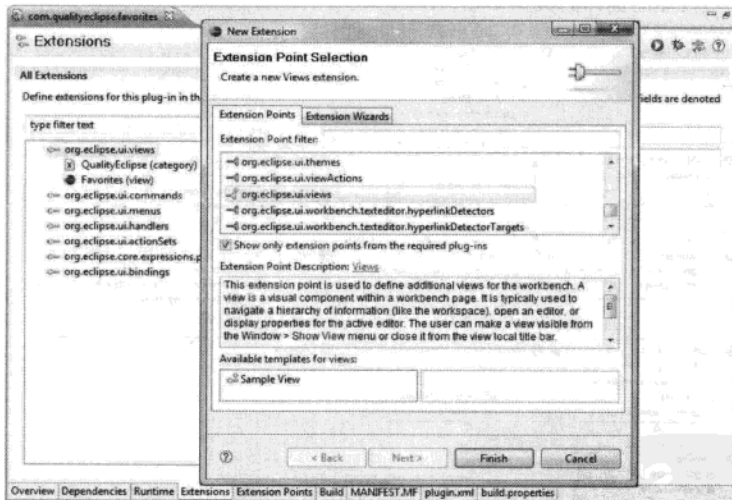 com.qualityeclipse.favorites
Extensions
All Extensions
Define extensions for this plug-in in th
type filter text
org.eclipse.ui.views
QualityEclipse (category)
Favorites (view)
org.eclipse.ui.commands
org.eclipse.ui.menus
org.eclipse.ui.handlers
org.eclipse.ui.actionSets
org.eclipse.core.expressions.p
org.eclipse.ui.bindings
ields are denoted
New Extension
Extension Point Selection
Create a new Views extension.
Extension Points Extension Wizards
Extension Point filter:
org.eclipse.ui.themes
org.eclipse.ui.viewActions
org.eclipse.ui.views
org.eclipse.ui.workbench.texteditor.hyperlinkDetectors
org.eclipse.ui.workbench.texteditor.hyperlinkDetectorTargets
Show only extension points from the required plug-ins
Extension Point Description: Views
This extension point is used to define additional views for the workbench. A
view is a visual component within a workbench page. It is typically used to
navigate a hierarchy of information (like the workspace), open an editor, or
display properties for the active editor. The user can make a view visible from
the Window > Show View menu or close it from the view local title bar.
Available templates for views:
Sample View
< Back Next > Finish Cancel
Overview Dependencies Runtime Extensions Extension Points Build MANIFEST.MF plugin.xml build.properties